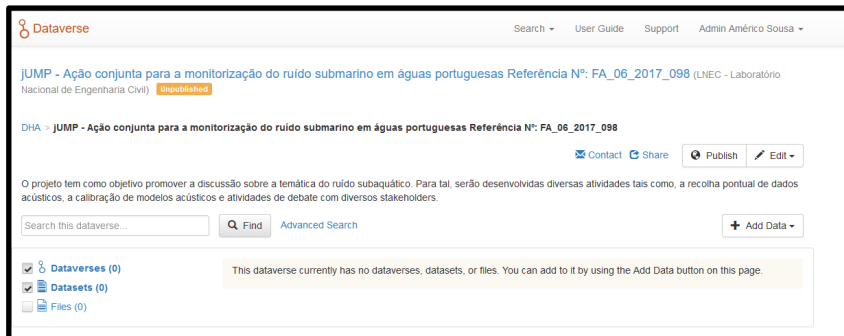 Dataverse
Search User Guide Support Admin Américo Sousa
jUMP - Ação conjunta para a monitorização do ruído submarino em águas portuguesas Referência Nº: FA_06_2017_098 (LNEC - Laboratório
Nacional de Engenharia Civil) Unpublished
DHA > jUMP - Ação conjunta para a monitorização do ruído submarino em águas portuguesas Referência Nº: FA_06_2017_098
Contact Share Publish Edit
O projeto tem como objetivo promover a discussão sobre a temática do ruído subaquático. Para tal, serão desenvolvidas diversas atividades tais como, a recolha pontual de dados
acústicos, a calibração de modelos acústicos e atividades de debate com diversos stakeholders.
Search this dataverse... Find Advanced Search Add Data
Dataverses (0)
This dataverse currently has no dataverses, datasets, or files. You can add to it by using the Add Data button on this page.
Datasets (0)
Files (0)